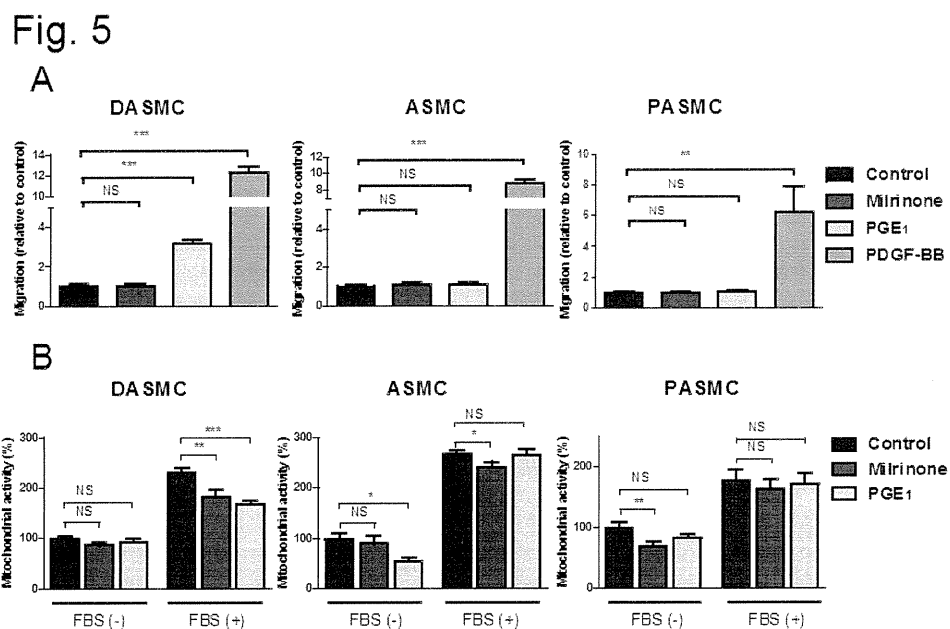 Fig. 5
A
DASMC
ASMC
PASMC
Migration (relative to control)
14
12
10
4
2
0
***
***
NS
Migration (relative to control)
14
12
10
8
4
2
0
***
NS
NS
Migration (relative to control)
10
8
6
4
2
0
**
NS
NS
Control
Milrinone
PGE1
PDGF-BB
B
DASMC
ASMC
PASMC
Mitochondrial activity (%)
300
200
100
0
NS
NS
***
**
FBS (-)
FBS (+)
Mitochondrial activity (%)
300
200
100
0
*
NS
NS
*
FBS (-)
FBS (+)
Mitochondrial activity (%)
250
200
150
100
50
0
NS
**
NS
NS
FBS (-)
FBS (+)
Control
Milrinone
PGE1